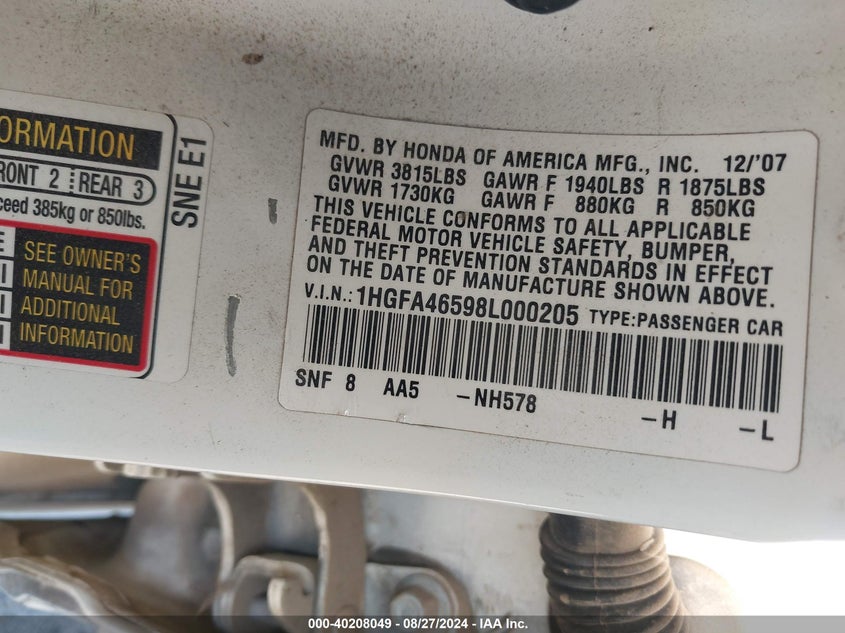 ORMATION
RONT 2 REAR 3
ceed 385kg or 850lbs.
SEE OWNER'S
MANUAL FOR
ADDITIONAL
INFORMATION
SNE E1
MFD. BY HONDA OF AMERICA MFG., INC. 12/'07
GVWR 3815LBS GAWR F 1940LBS R 1875LBS
GVWR 1730KG GAWR F 880KG R 850KG
THIS VEHICLE CONFORMS TO ALL APPLICABLE
FEDERAL MOTOR VEHICLE SAFETY, BUMPER,
AND THEFT PREVENTION STANDARDS IN EFFECT
ON THE DATE OF MANUFACTURE SHOWN ABOVE.
V.I.N.: 1HGFA46598L000205 TYPE:PASSENGER CAR
SNF 8 AA5 -NH578 -H -L
000-40208049 - 08/27/2024 - IAA Inc.